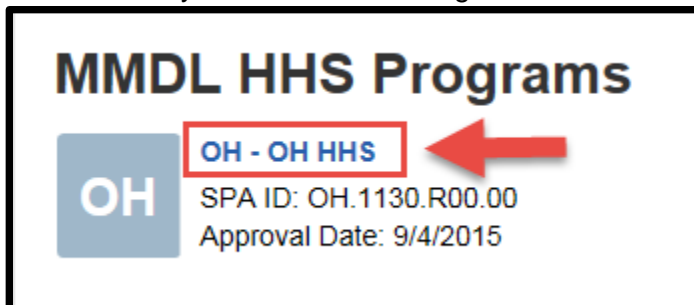 MMDL HHS Programs
OH
OH - OH HHS
SPA ID: OH.1130.R00.00
Approval Date: 9/4/2015